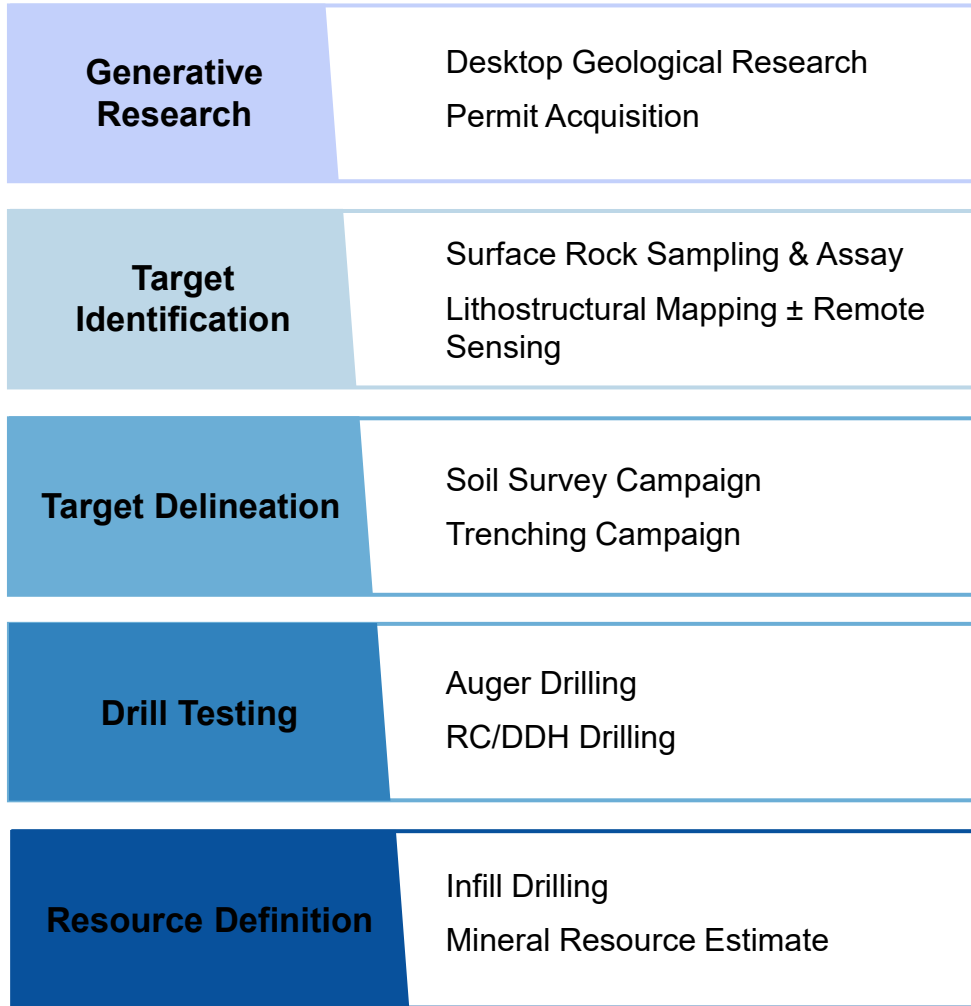 Generative
Research
Desktop Geological Research
Permit Acquisition
Target
Identification
Surface Rock Sampling & Assay
Lithostructural Mapping ± Remote
Sensing
Target Delineation
Soil Survey Campaign
Trenching Campaign
Drill Testing
Auger Drilling
RC/DDH Drilling
Resource Definition
Infill Drilling
Mineral Resource Estimate